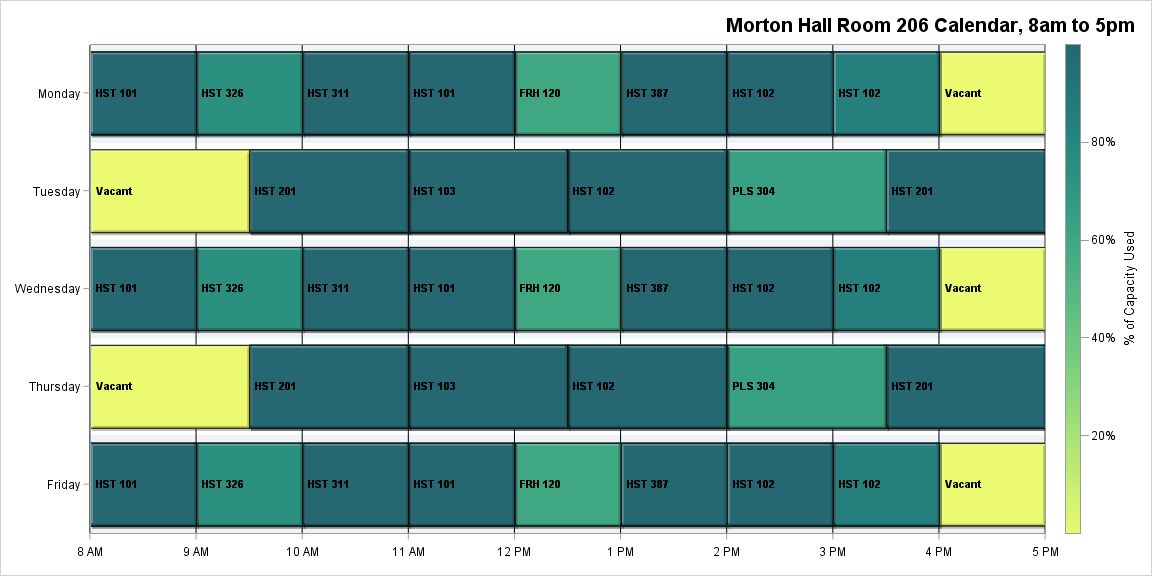 Morton Hall Room 206 Calendar, 8am to 5pm
Monday HST 101 HST 326 HST 311 HST 101 FRH 120 HST 387 HST 102 HST 102 Vacant
80%
Tuesday Vacant HST 201 HST 103 HST 102 PLS 304 HST 201
60%
Wednesday HST 101 HST 326 HST 311 HST 101 FRH 120 HST 387 HST 102 HST 102 Vacant
% of Capacity Used
40%
Thursday Vacant HST 201 HST 103 HST 102 PLS 304 HST 201
20%
Friday HST 101 HST 326 HST 311 HST 101 FRH 120 HST 387 HST 102 HST 102 Vacant
8 AM 9 AM 10 AM 11 AM 12 PM 1 PM 2 PM 3 PM 4 PM 5 PM